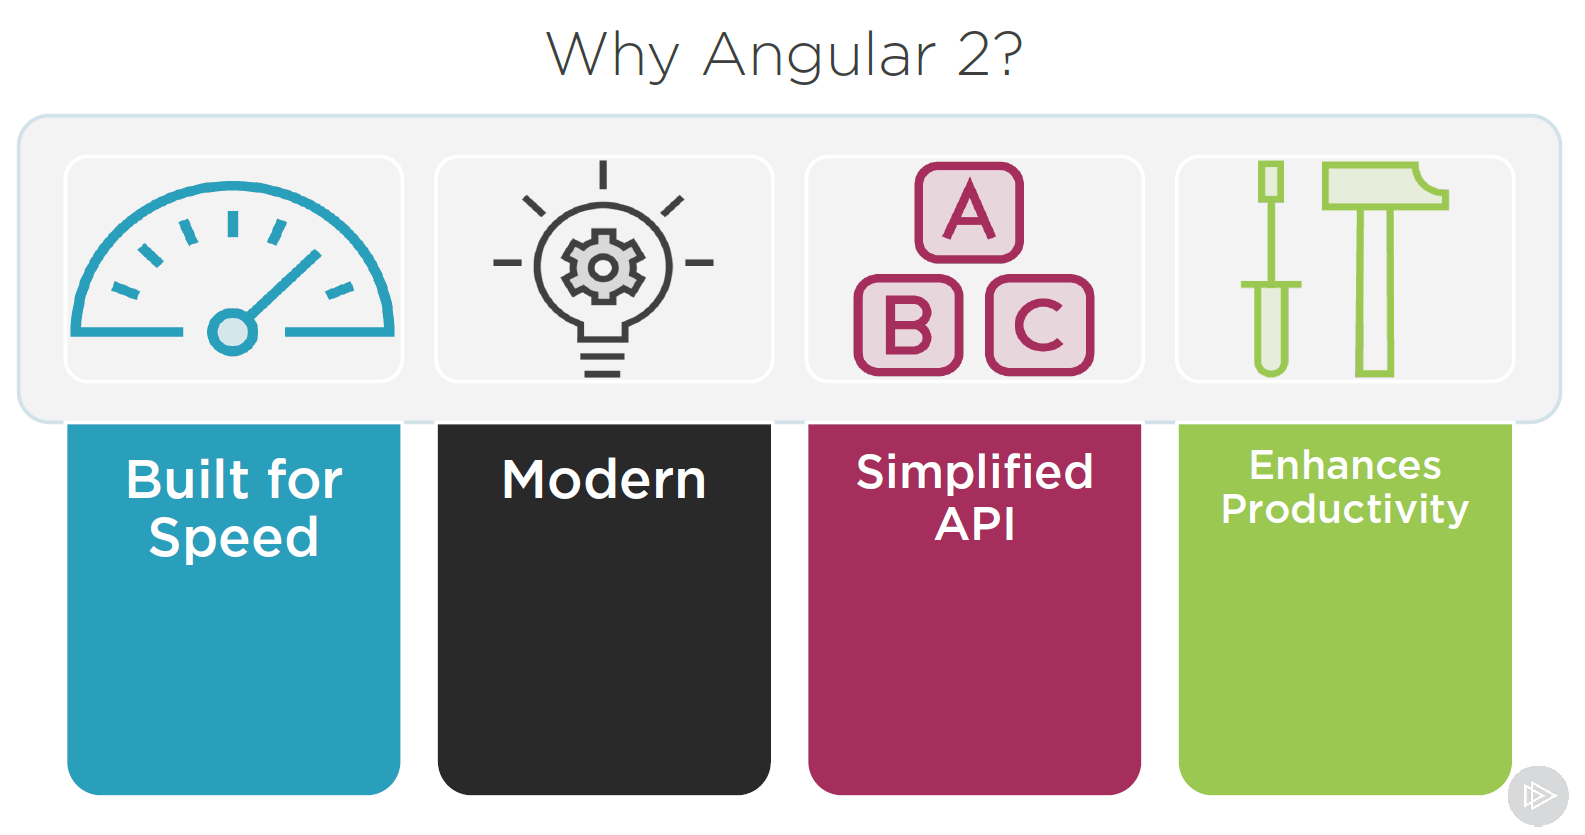 Why Angular 2?
A
B C
Built for
Speed
Modern
Simplified
API
Enhances
Productivity